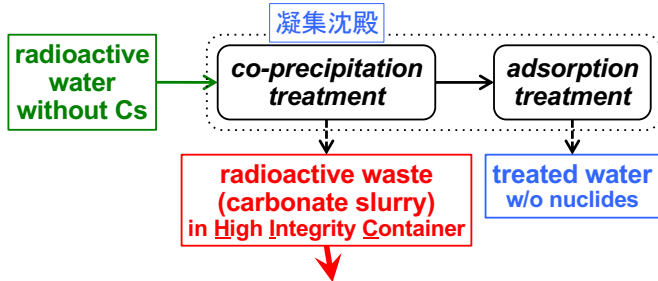 凝集沈殿
radioactive
water
without Cs
co-precipitation
treatment
adsorption
treatment
radioactive waste
(carbonate slurry)
in High Integrity Container
treated water
w/o nuclides